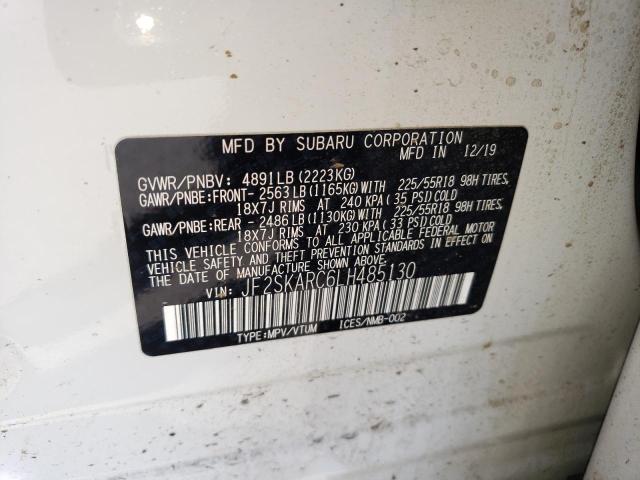 MFD BY SUBARU CORPORATION
MFD IN 12/19
GVWR/PNBV: 4891LB(2223KG)
GAWR/PNBE:FRONT-2563LB(1165KG)WITH 225/55R18 98H TIRES,
18X7J RIMS AT 240 KPA(35 PSI)COLD
GAWR/PNBE:REAR -2486LB(1130KG)WITH 225/55R18 98H TIRES,
18X7J RIMS AT 230 KPA(33 PSI)COLD
THIS VEHICLE CONFORMS TO ALL APPLICABLE FEDERAL MOTOR
VEHICLE SAFETY AND THEFT PREVENTION STANDARDS IN EFFECT ON
THE DATE OF MANUFACTURE SHOWN ABOVE.
VIN: JF2SKARC6LH485130
TYPE:MPV/VTUM ICES/NMB-002